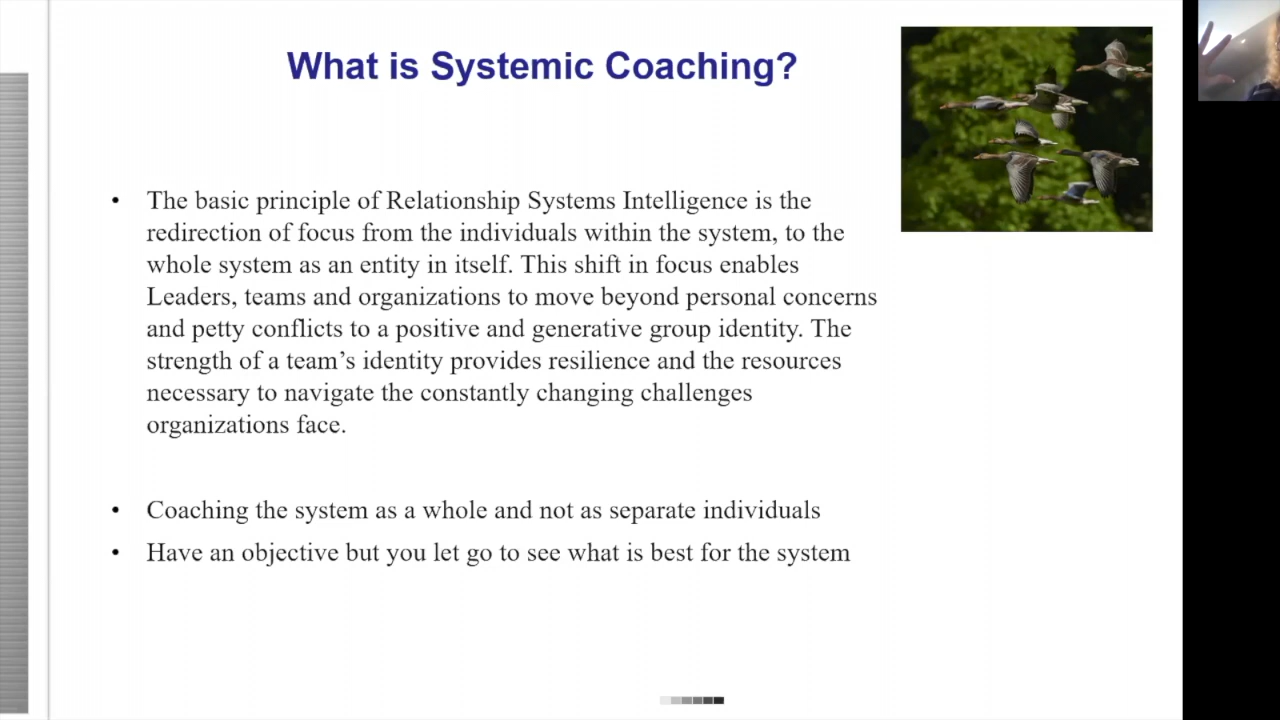 What is Systemic Coaching?
• The basic principle of Relationship Systems Intelligence is the
redirection of focus from the individuals within the system, to the
whole system as an entity in itself. This shift in focus enables
Leaders, teams and organizations to move beyond personal concerns
and petty conflicts to a positive and generative group identity. The
strength of a team’s identity provides resilience and the resources
necessary to navigate the constantly changing challenges
organizations face.
• Coaching the system as a whole and not as separate individuals
• Have an objective but you let go to see what is best for the system